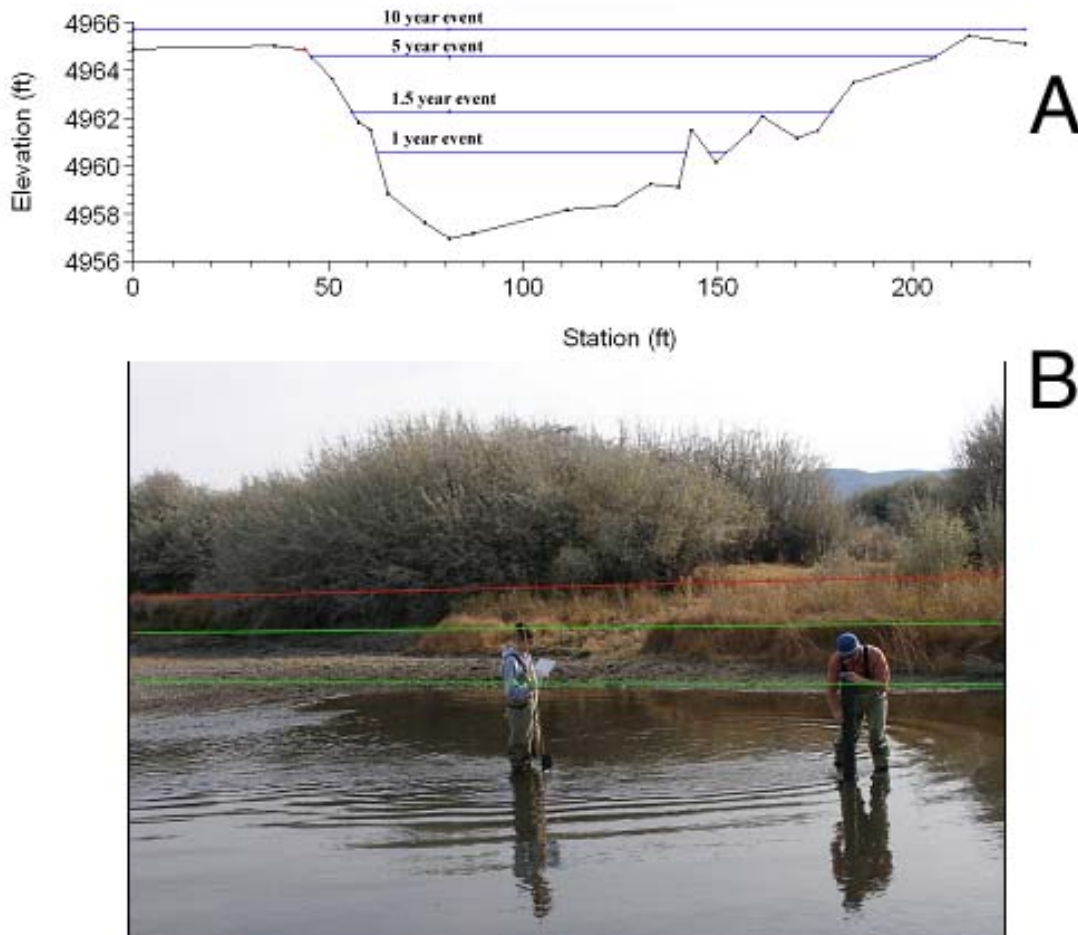 10 year event
4966
5 year event
4964
1.5 year event
4962
1 year event
4960
4958
4956
Elevation (ft)
0 50 100 150 200
Station (ft)
A
B